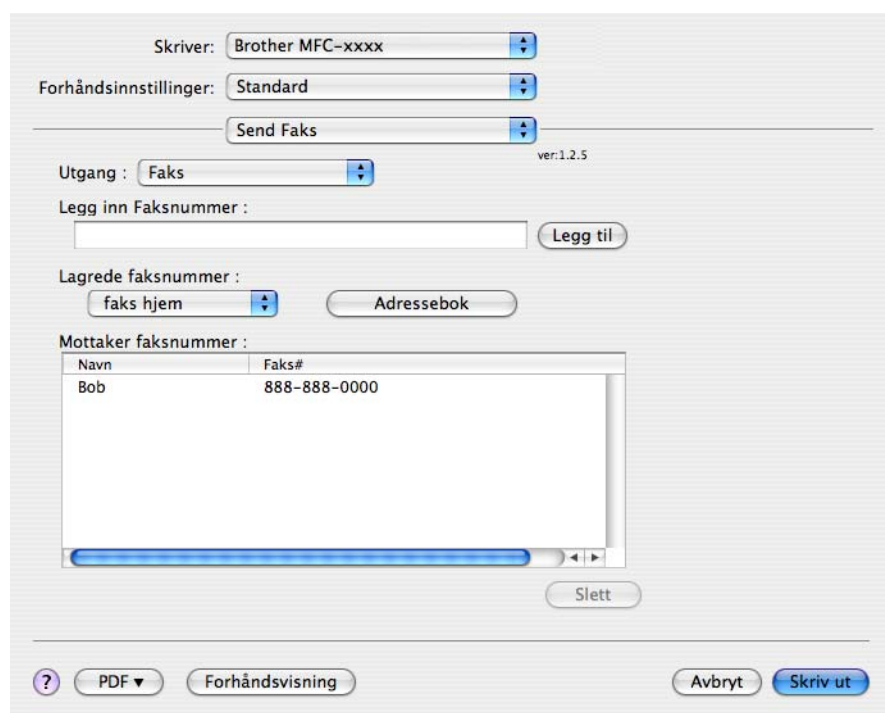 Skriver: Brother MFC-xxxx
Forhåndsinnstillinger: Standard
Send Faks
ver:1.2.5
Utgang : Faks
Legg inn Faksnummer :
Legg til
Lagrede faksnummer :
faks hjem Adressebok
Mottaker faksnummer :
Navn Faks#
Bob 888-888-0000
Slett
? PDF▼ Forhåndsvisning Avbryt Skriv ut